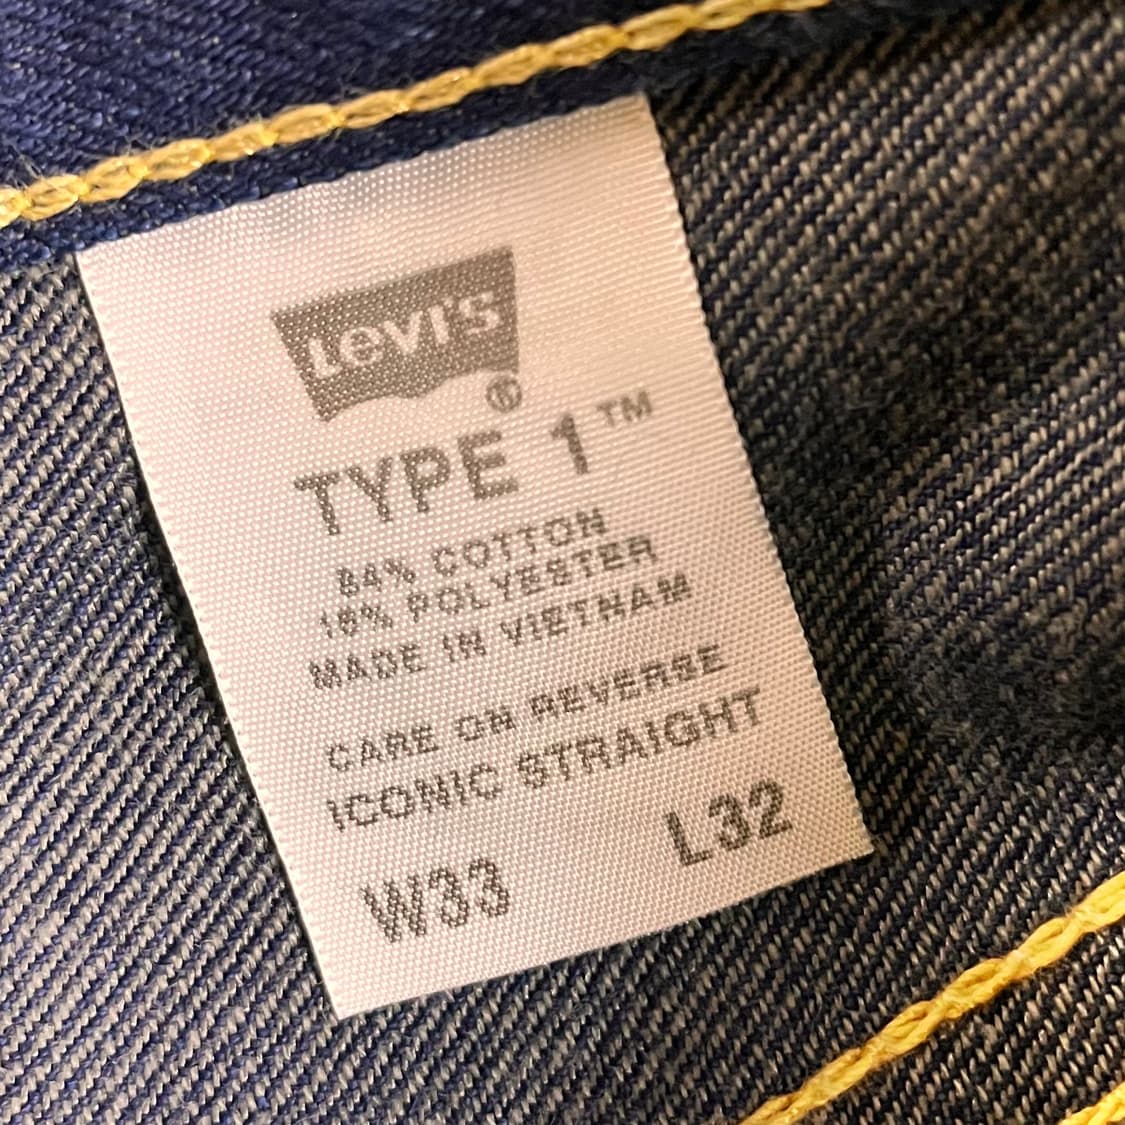 Levi's®
TYPE 1™
84% COTTON
16% POLYESTER
MADE IN VIETNAM
CARE ON REVERSE
ICONIC STRAIGHT
W33 L32